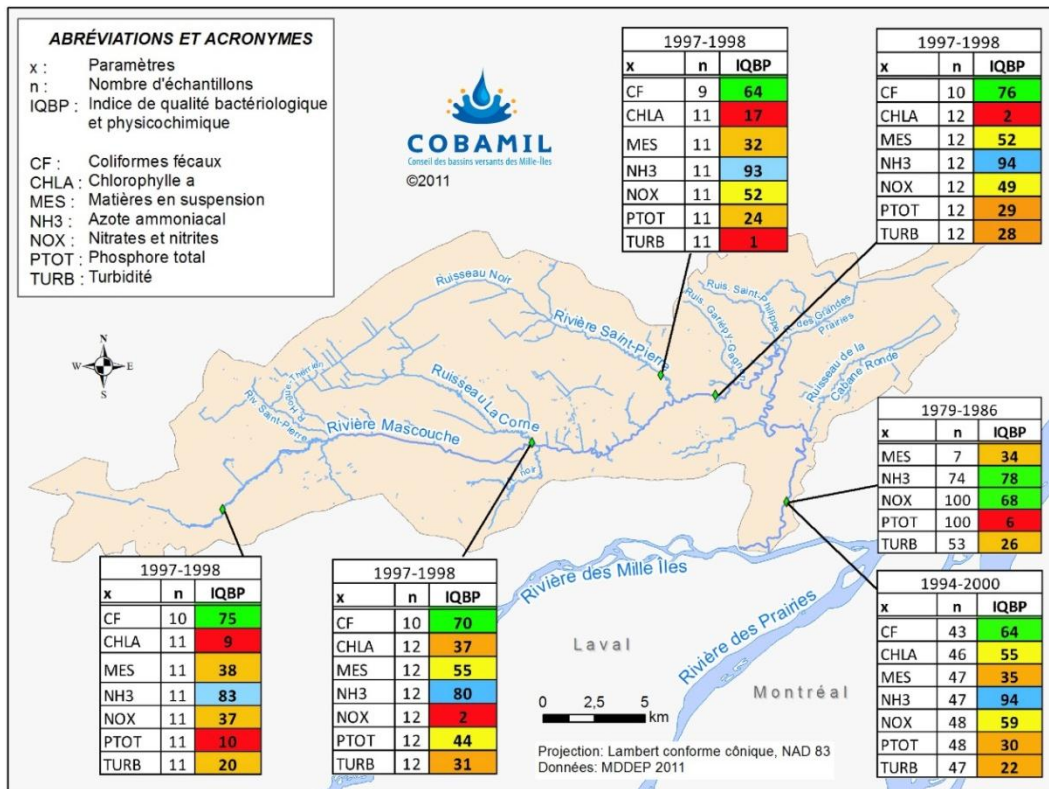 ABRÉVIATIONS ET ACRONYMES
x : Paramètres
n : Nombre d'échantillons
IQBP : Indice de qualité bactériologique
et physicochimique
CF : Coliformes fécaux
CHLA : Chlorophylle a
MES : Matières en suspension
NH3 : Azote ammoniacal
NOX : Nitrates et nitrites
PTOT : Phosphore total
TURB : Turbidité
COBAMIL
Conseil des bassins versants des Mille-Îles
©2011
1997-1998
x n IQBP
CF 9 64
CHLA 11 17
MES 11 32
NH3 11 93
NOX 11 52
PTOT 11 24
TURB 11 1
1997-1998
x n IQBP
CF 10 76
CHLA 12 2
MES 12 52
NH3 12 94
NOX 12 49
PTOT 12 29
TURB 12 28
N
W E
S
Ruisseau Noir
Rivière Saint-Pierre
Ruis. Gariépy-Gagnon
Ruis. Saint-Philippe
des Grandes
Prairies
Ruisseau de la
Cabane Ronde
Riv. Saint-Pierre
Ruisseau La Corne
Rivière Mascouche
noir
1979-1986
x n IQBP
MES 7 34
NH3 74 78
NOX 100 68
PTOT 100 6
TURB 53 26
1997-1998
x n IQBP
CF 10 75
CHLA 11 9
MES 11 38
NH3 11 83
NOX 11 37
PTOT 11 10
TURB 11 20
1997-1998
x n IQBP
CF 10 70
CHLA 12 37
MES 12 55
NH3 12 80
NOX 12 2
PTOT 12 44
TURB 12 31
Rivière des Mille Îles
Rivière des Prairies
Laval
Montréal
0 2,5 5
km
Projection: Lambert conforme cônique, NAD 83
Données: MDDEP 2011
1994-2000
x n IQBP
CF 43 64
CHLA 46 55
MES 47 35
NH3 47 94
NOX 48 59
PTOT 48 30
TURB 47 22